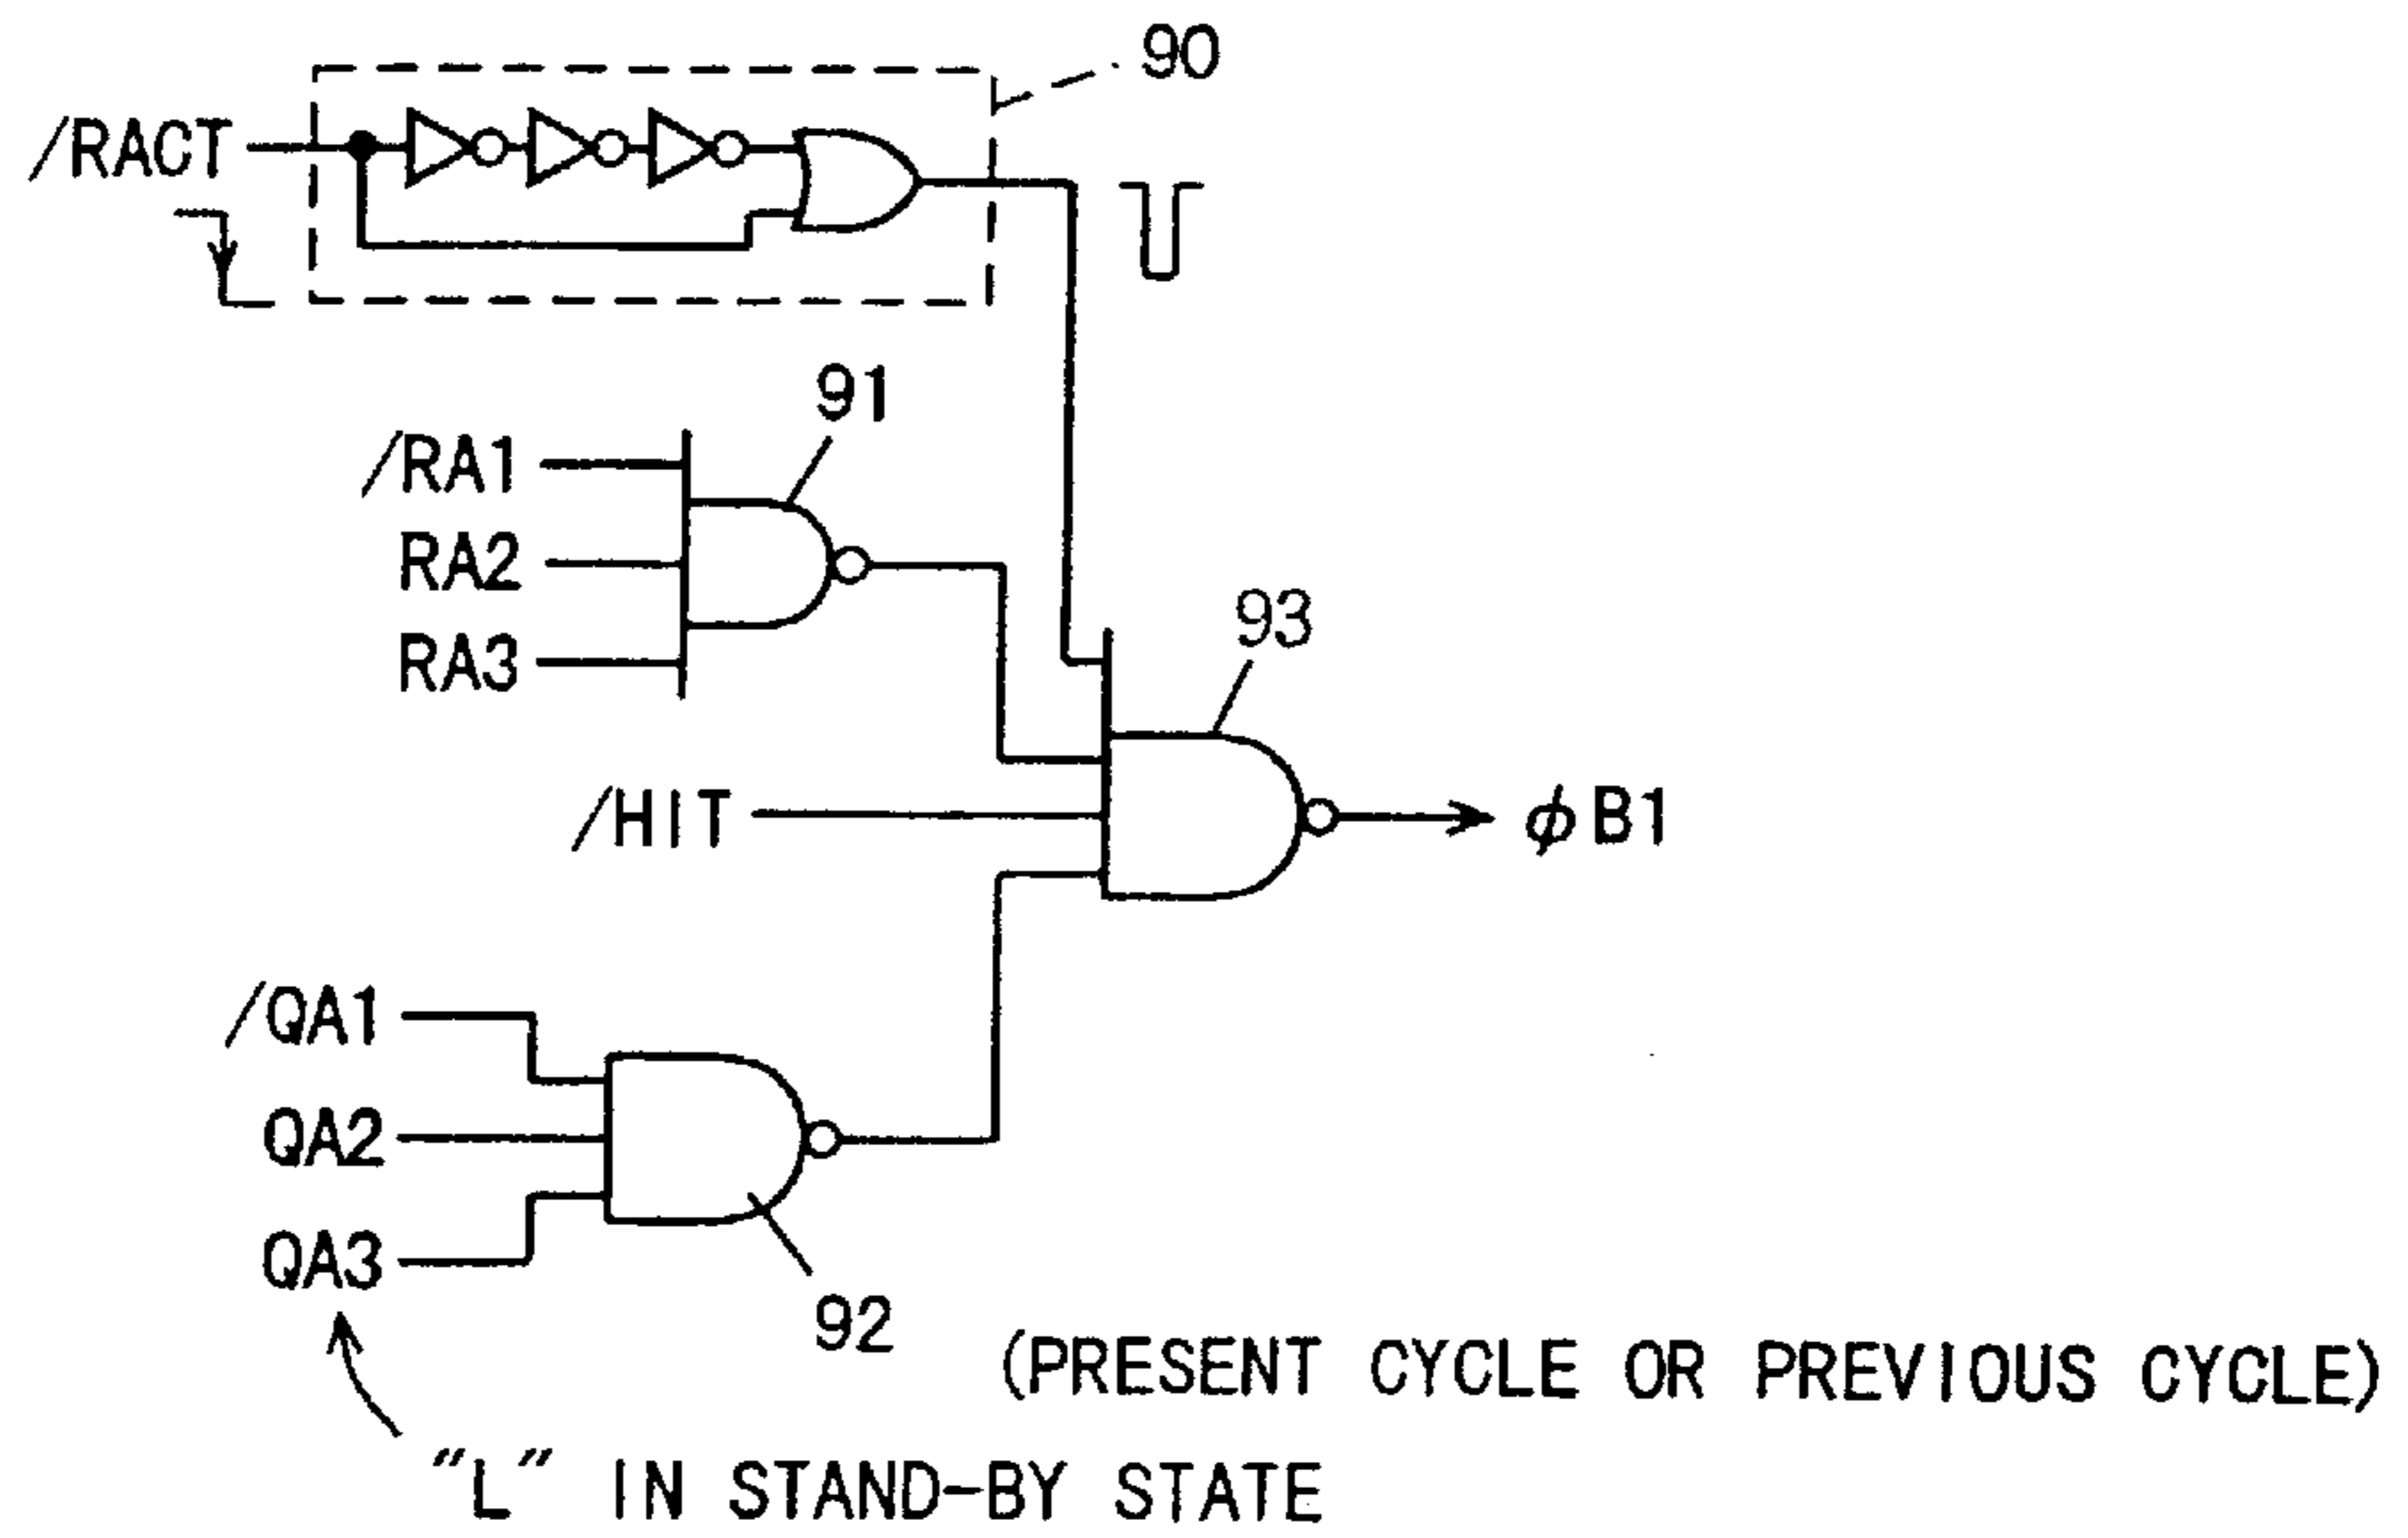 90
/RACT
91
/RA1
RA2
RA3
93
/HIT
φB1
/QA1
QA2
QA3
92
(PRESENT CYCLE OR PREVIOUS CYCLE)
"L" IN STAND-BY STATE